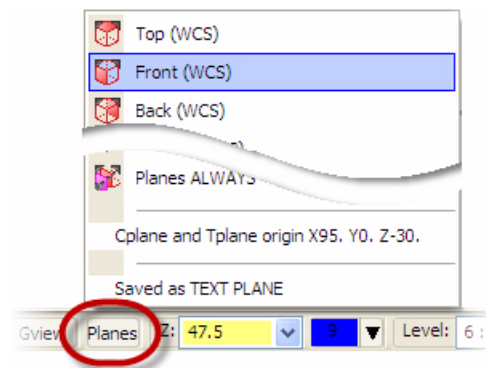 Top (WCS)
Front (WCS)
Back (WCS)
Planes ALWAYS
Cplane and Tplane origin X95. Y0. Z-30.
Saved as TEXT PLANE
Gview Planes Z: 47.5 9 Level: 6 :